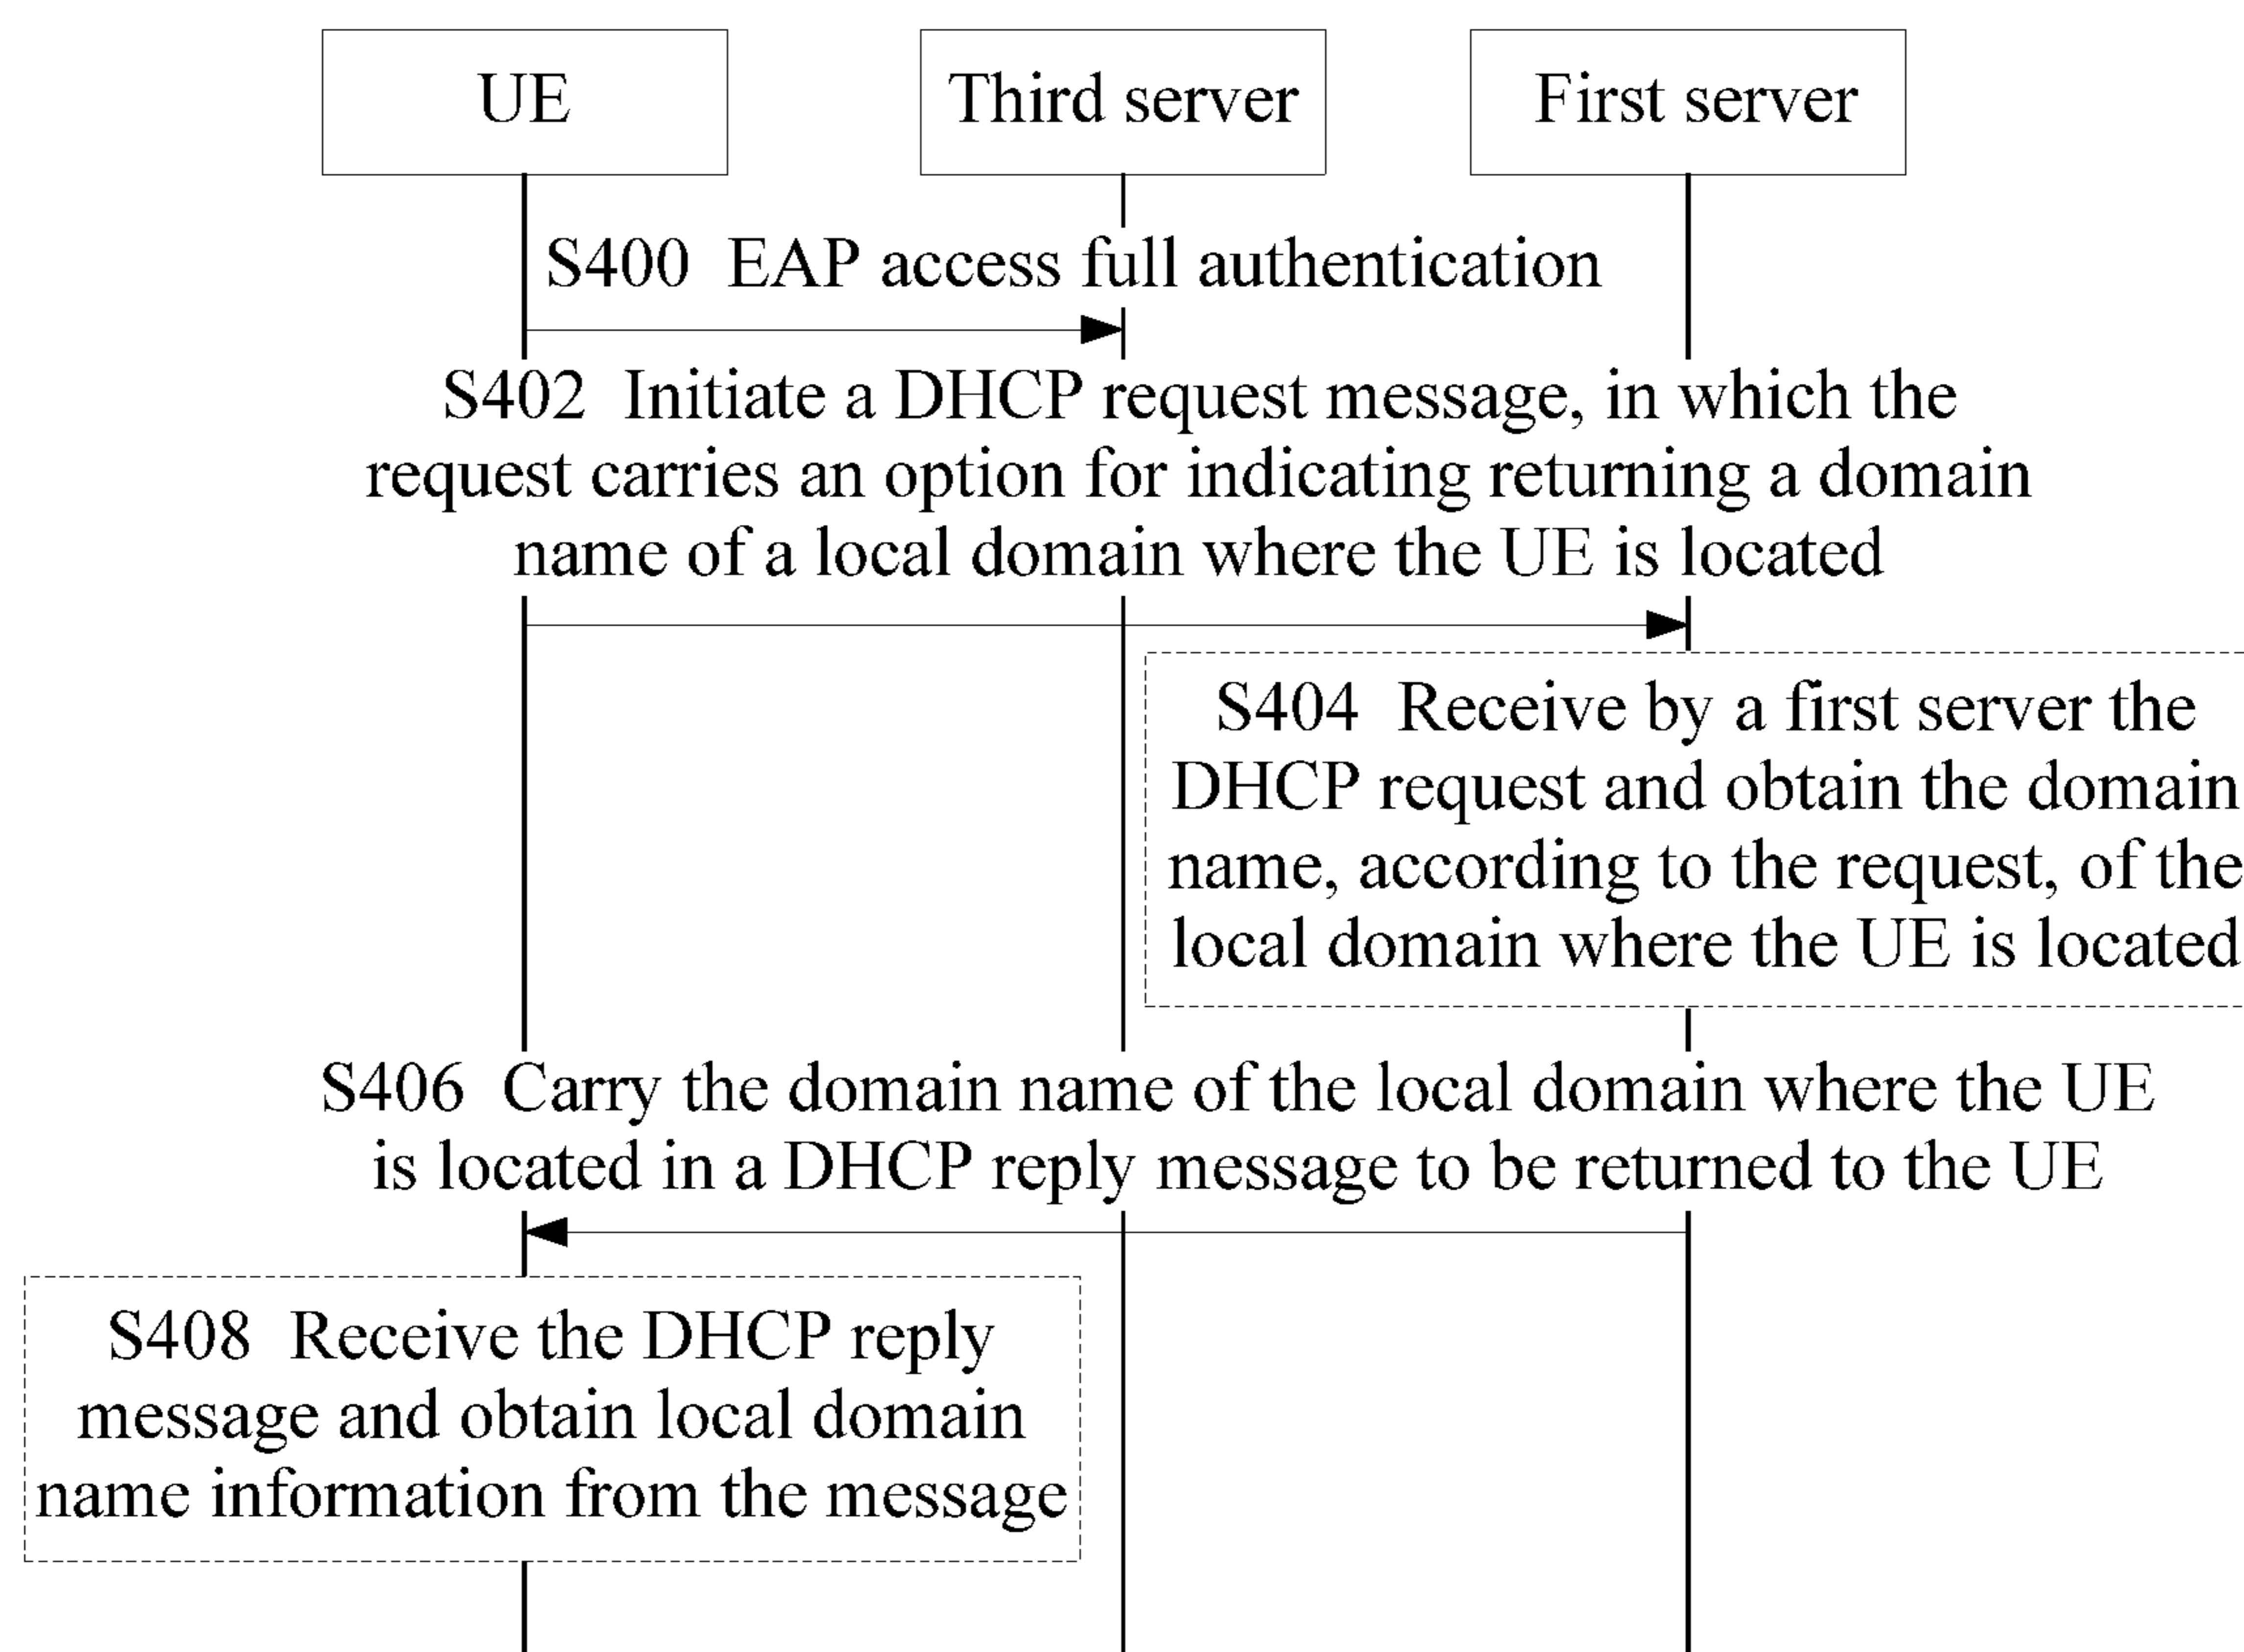 UE
Third server
First server
S400 EAP access full authentication
S402 Initiate a DHCP request message, in which the
request carries an option for indicating returning a domain
name of a local domain where the UE is located
S404 Receive by a first server the
DHCP request and obtain the domain
name, according to the request, of the
local domain where the UE is located
S406 Carry the domain name of the local domain where the UE
is located in a DHCP reply message to be returned to the UE
S408 Receive the DHCP reply
message and obtain local domain
name information from the message